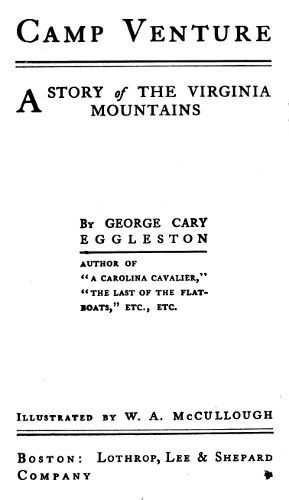 CAMP VENTURE
A STORY of THE VIRGINIA
MOUNTAINS
BY GEORGE CARY
EGGLESTON
AUTHOR OF
"A CAROLINA CAVALIER,"
"THE LAST OF THE FLAT-
BOATS," ETC., ETC.
ILLUSTRATED BY W. A. McCULLOUGH
BOSTON: LOTHROP, LEE & SHEPARD
COMPANY